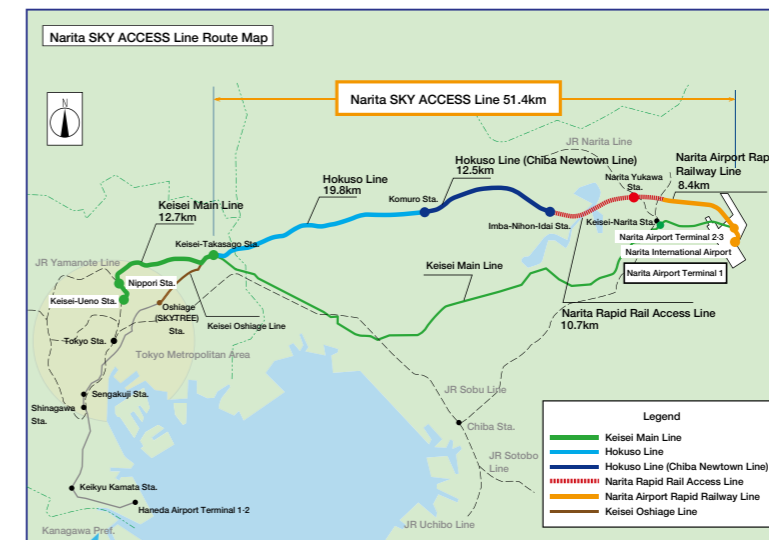 Narita SKY ACCESS Line Route Map
N
Narita SKY ACCESS Line 51.4km
JR Narita Line
Hokuso Line (Chiba Newtown Line)
12.5km
Narita Airport Rap
Railway Line
8.4km
Hokuso Line
19.8km
Narita Yukawa
Sta.
Komuro Sta.
Keisei Main Line
12.7km
Imba-Nihon-Idai Sta.
Keisei-Narita Sta.
Keisei-Takasago Sta.
Narita Airport Terminal 2-3
Narita International Airport
Narita Airport Terminal 1
JR Yamanote Line
Keisei Main Line
Nippori Sta.
Keisei-Ueno Sta.
Oshiage
(SKYTREE)
Sta.
Keisei Oshiage Line
Narita Rapid Rail Access Line
10.7km
Tokyo Sta.
Tokyo Metropolitan Area
JR Sobu Line
Sengakuji Sta.
Shinagawa
Sta.
Chiba Sta.
JR Sotobo
Line
Keikyu Kamata Sta.
Haneda Airport Terminal 1-2
JR Uchibo Line
Kanagawa Pref.
Legend
Keisei Main Line
Hokuso Line
Hokuso Line (Chiba Newtown Line)
Narita Rapid Rail Access Line
Narita Airport Rapid Railway Line
Keisei Oshiage Line